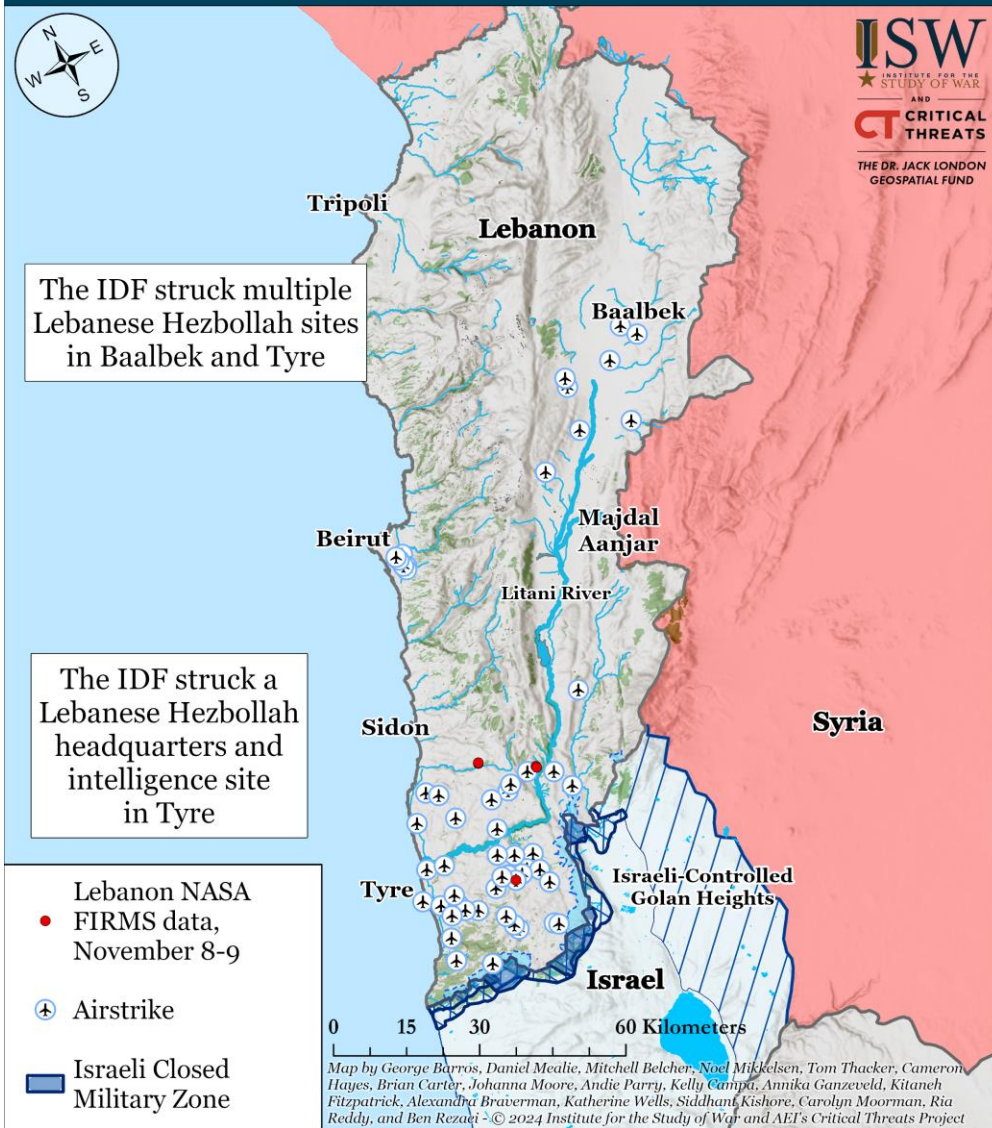 N
E
W
S
ISW
INSTITUTE FOR THE
STUDY OF WAR
AND
CT CRITICAL
THREATS
THE DR. JACK LONDON
GEOSPATIAL FUND
Tripoli
Lebanon
The IDF struck multiple
Lebanese Hezbollah sites
in Baalbek and Tyre
Baalbek
Beirut
Majdal
Aanjar
Litani River
The IDF struck a
Lebanese Hezbollah
headquarters and
intelligence site
in Tyre
Sidon
Syria
Tyre
Israeli-Controlled
Golan Heights
Israel
Lebanon NASA
FIRMS data,
November 8-9
Airstrike
Israeli Closed
Military Zone
0 15 30 60 Kilometers
Map by George Barros, Daniel Mealie, Mitchell Belcher, Noel Mikkelsen, Tom Thacker, Cameron
Hayes, Brian Carter, Johanna Moore, Andie Parry, Kelly Campa, Annika Ganzeveld, Kitaneh
Fitzpatrick, Alexandra Braverman, Katherine Wells, Siddhant Kishore, Carolyn Moorman, Ria
Reddy, and Ben Rezaei - © 2024 Institute for the Study of War and AEI's Critical Threats Project